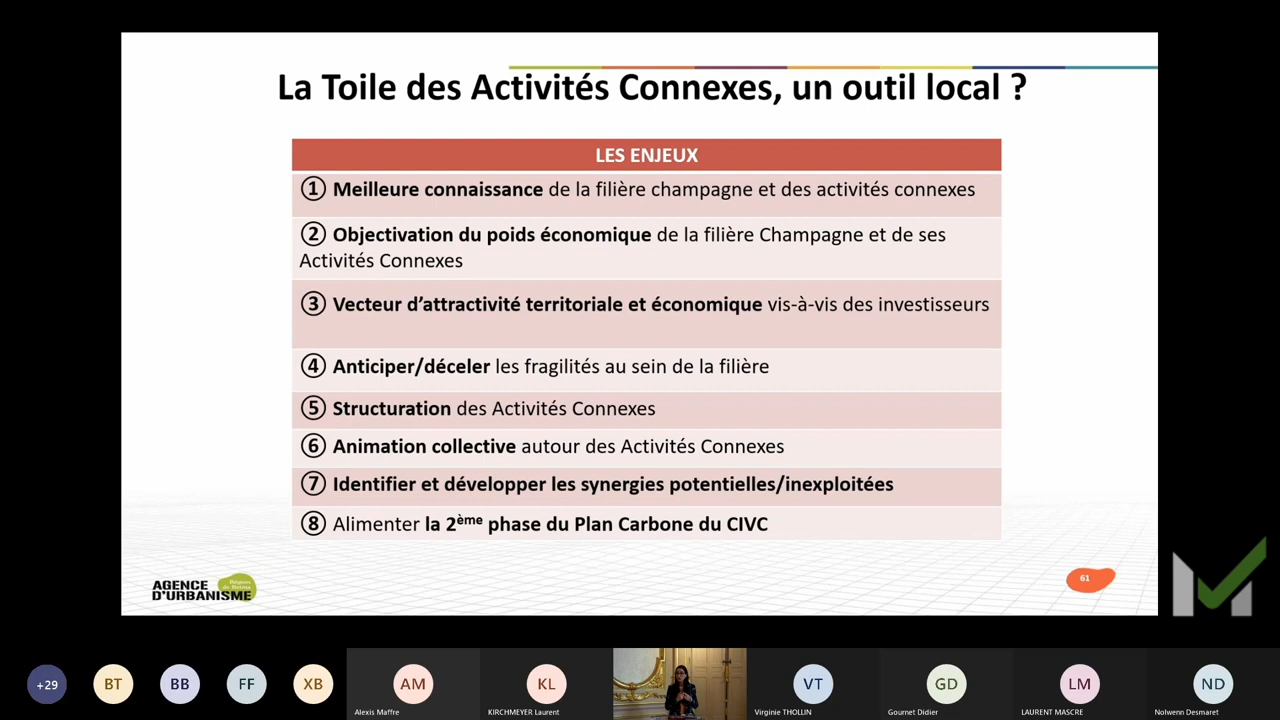 La Toile des Activités Connexes, un outil local ?
LES ENJEUX
① Meilleure connaissance de la filière champagne et des activités connexes
② Objectivation du poids économique de la filière Champagne et de ses
Activités Connexes
③ Vecteur d’attractivité territoriale et économique vis-à-vis des investisseurs
④ Anticiper/déceler les fragilités au sein de la filière
⑤ Structuration des Activités Connexes
⑥ Animation collective autour des Activités Connexes
⑦ Identifier et développer les synergies potentielles/inexploitées
⑧ Alimenter la 2ème phase du Plan Carbone du CIVC
AGENCE
D'URBANISME
Région
de Reims
61
+29
BT
BB
FF
XB
AM
KL
VT
GD
LM
ND
Alexis Maffre
KIRCHMEYER Laurent
Virginie THOLLIN
Gournet Didier
LAURENT MASCRE
Nolwenn Desmaret